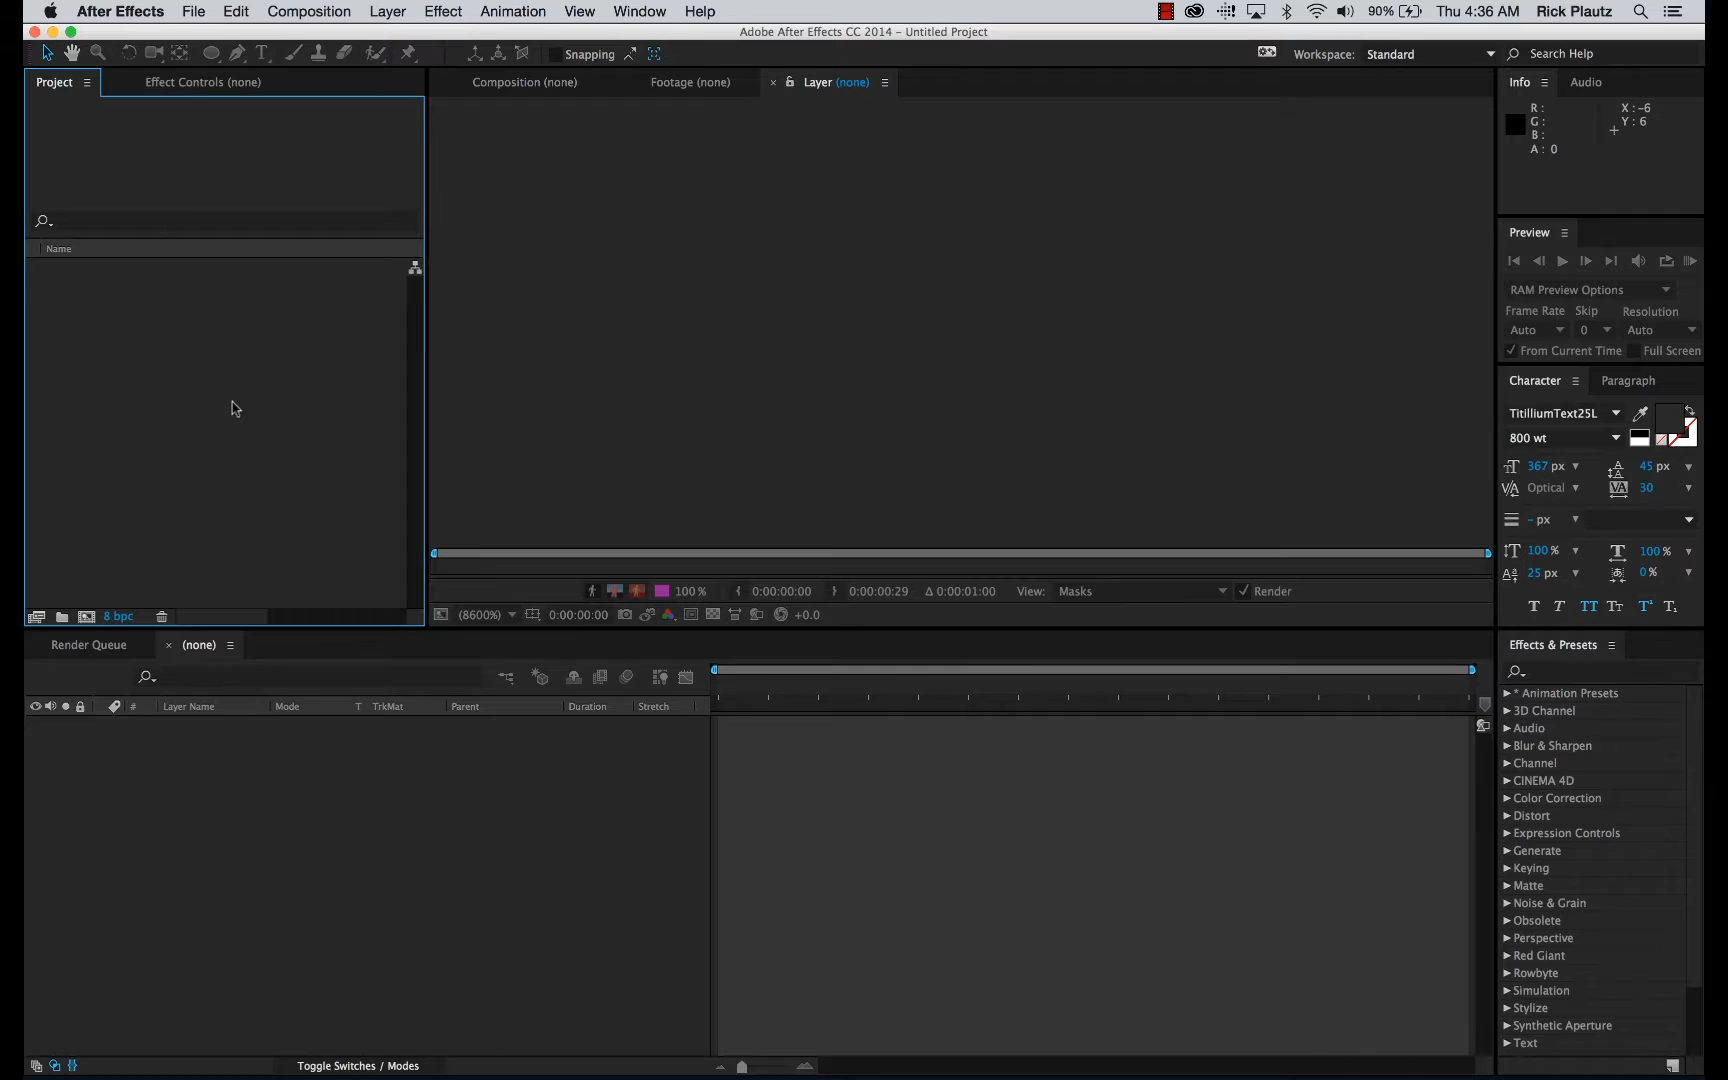 After Effects File Edit Composition Layer Effect Animation View Window Help 90% Thu 4:36 AM Rick Plautz
Adobe After Effects CC 2014 - Untitled Project
Snapping Workspace: Standard Search Help
Project Effect Controls (none) Composition (none) Footage (none) × Layer (none) Info Audio
R : X : -6
G : Y : 6
B :
A : 0
Name
Preview
RAM Preview Options
Frame Rate Skip Resolution
Auto 0 Auto
From Current Time Full Screen
Character Paragraph
TitilliumText25L
800 wt
367 px 45 px
Optical 30
- px
100 % 100 %
25 px 0 %
T T TT TT T¹ T₁
100 % 0:00:00:00 0:00:00:29 Δ 0:00:01:00 View: Masks Render
8 bpc (8600%) 0:00:00:00 +0.0
Render Queue × (none)
# Layer Name Mode T TrkMat Parent Duration Stretch
Effects & Presets
* Animation Presets
3D Channel
Audio
Blur & Sharpen
Channel
CINEMA 4D
Color Correction
Distort
Expression Controls
Generate
Keying
Matte
Noise & Grain
Obsolete
Perspective
Red Giant
Rowbyte
Simulation
Stylize
Synthetic Aperture
Text
Toggle Switches / Modes